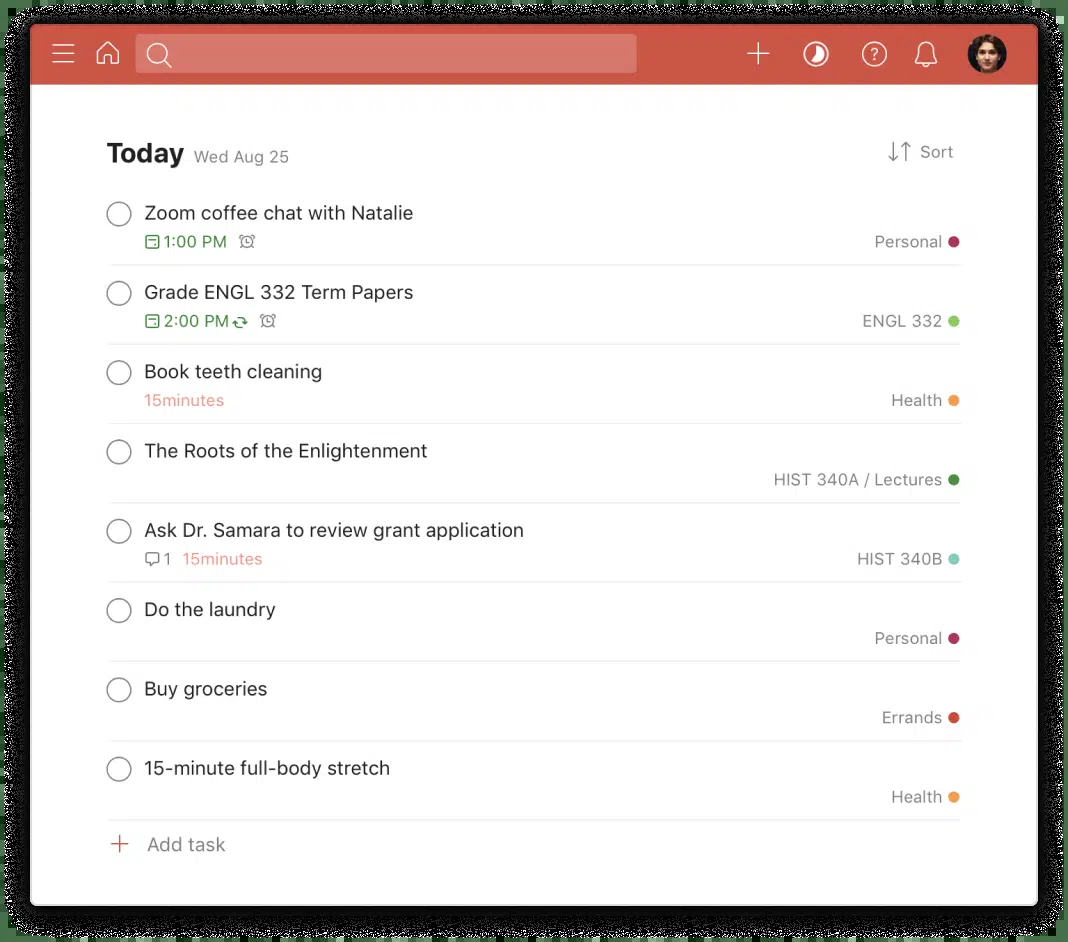 Today Wed Aug 25
Sort
Zoom coffee chat with Natalie
1:00 PM
Personal
Grade ENGL 332 Term Papers
2:00 PM
ENGL 332
Book teeth cleaning
15minutes
Health
The Roots of the Enlightenment
HIST 340A / Lectures
Ask Dr. Samara to review grant application
1 15minutes
HIST 340B
Do the laundry
Personal
Buy groceries
Errands
15-minute full-body stretch
Health
Add task